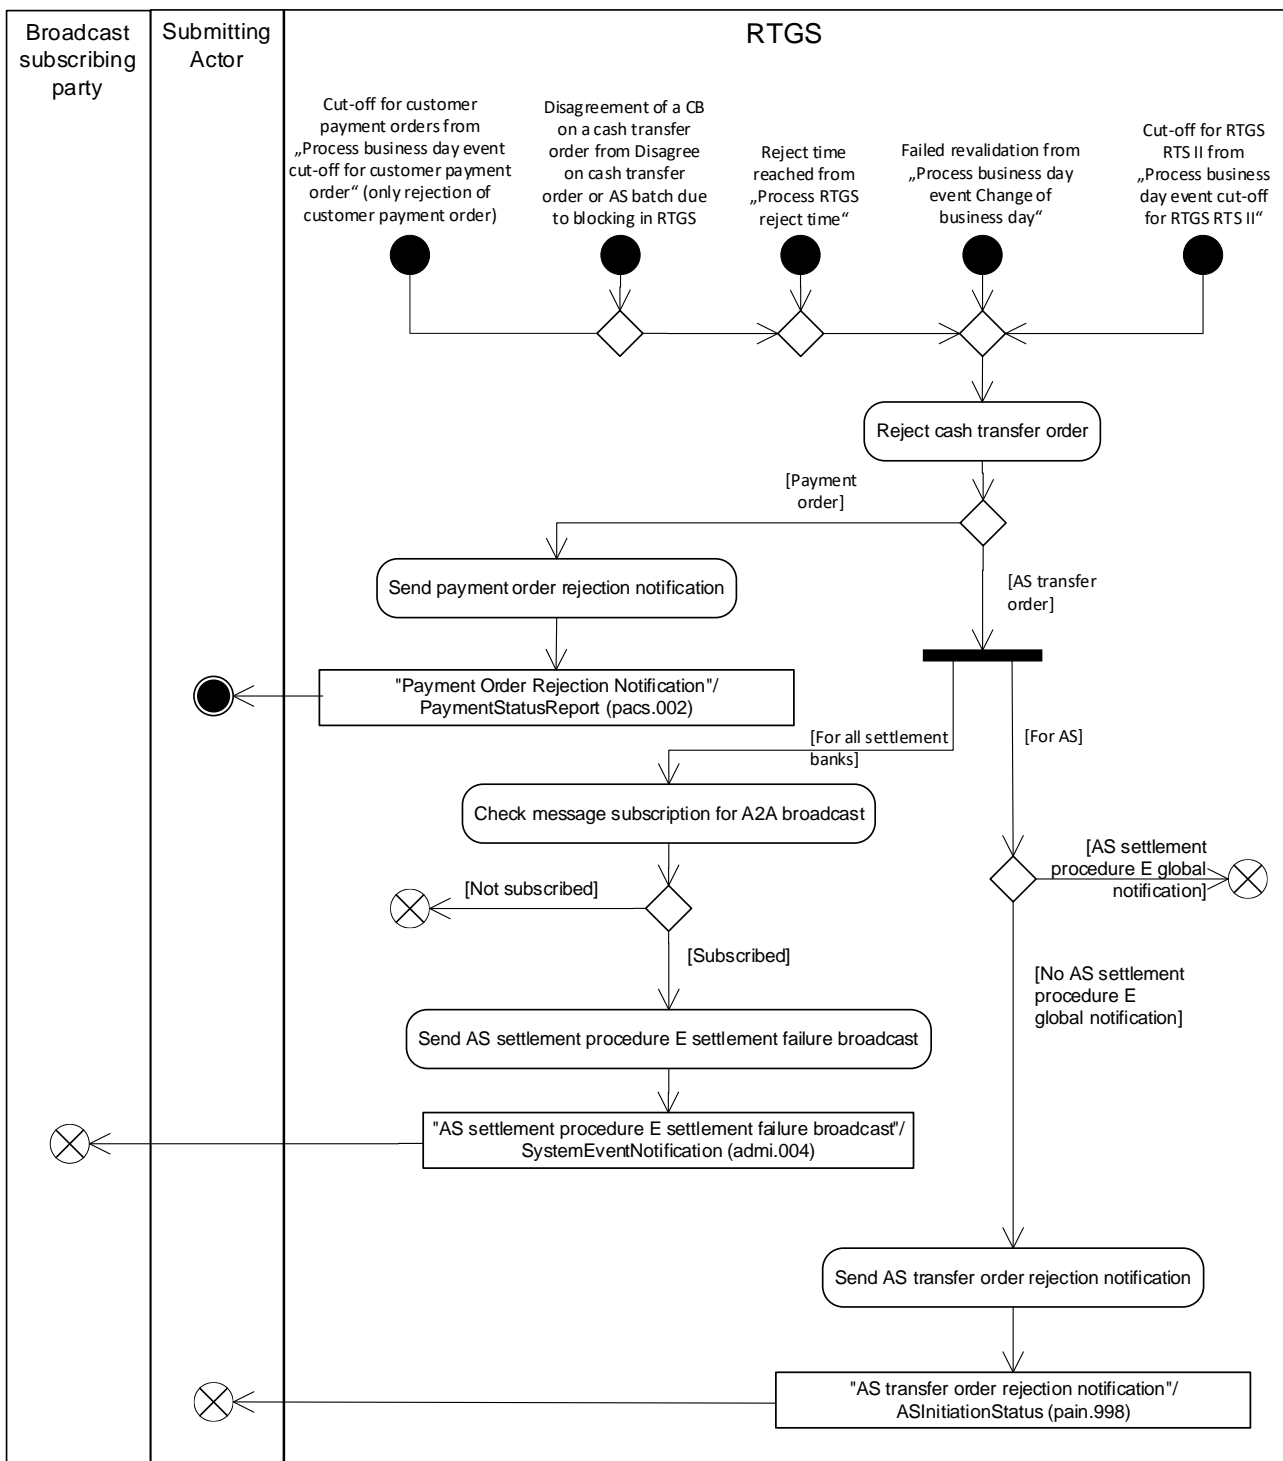 Broadcast
subscribing
party
Submitting
Actor
RTGS
Cut-off for customer
payment orders from
„Process business day event
cut-off for customer payment
order“ (only rejection of
customer payment order)
Disagreement of a CB
on a cash transfer
order from Disagree
on cash transfer
order or AS batch due
to blocking in RTGS
Reject time
reached from
„Process RTGS
reject time“
Failed revalidation from
„Process business day
event Change of
business day“
Cut-off for RTGS
RTS II from
„Process business
day event cut-off
for RTGS RTS II“
Reject cash transfer order
[Payment
order]
Send payment order rejection notification
[AS transfer
order]
"Payment Order Rejection Notification"/
PaymentStatusReport (pacs.002)
[For all settlement
banks]
[For AS]
Check message subscription for A2A broadcast
[AS settlement
procedure E global
notification]
[Not subscribed]
[Subscribed]
[No AS settlement
procedure E
global notification]
Send AS settlement procedure E settlement failure broadcast
"AS settlement procedure E settlement failure broadcast"/
SystemEventNotification (admi.004)
Send AS transfer order rejection notification
"AS transfer order rejection notification"/
ASInitiationStatus (pain.998)